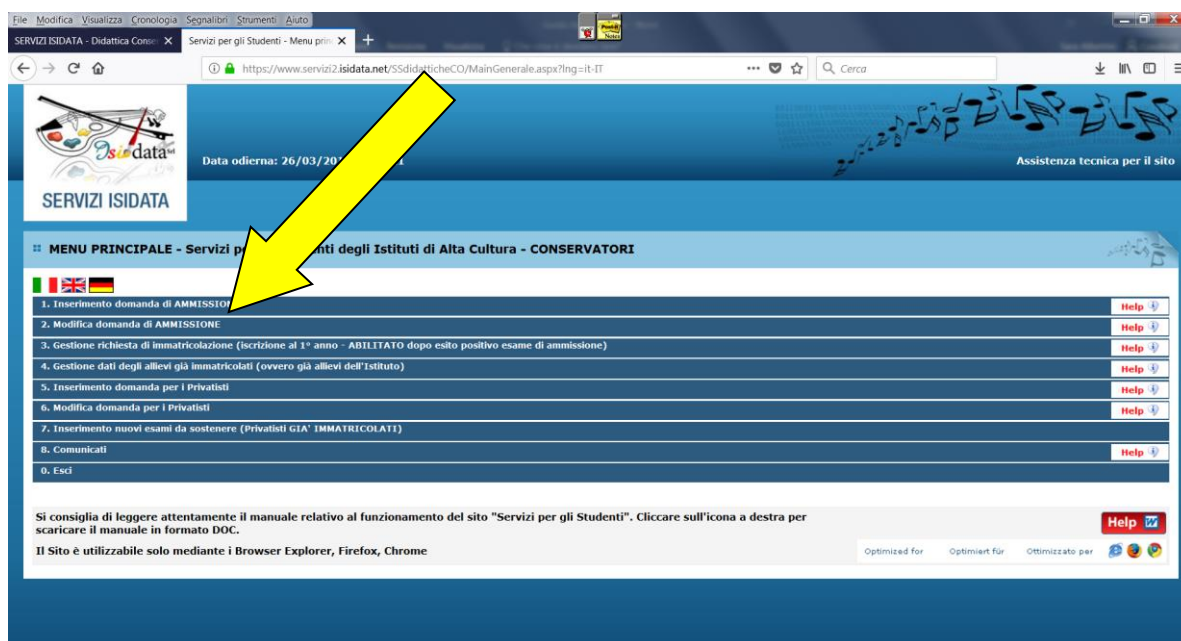 File Modifica Visualizza Cronologia Segnalibri Strumenti Aiuto
SERVIZI ISIDATA - Didattica Conse
Servizi per gli Studenti - Menu prin
https://www.servizi2.isidata.net/SSdidatticheCO/MainGenerale.aspx?lng=it-IT
Cerca
Isidata
SERVIZI ISIDATA
Data odierna: 26/03/
Assistenza tecnica per il sito
MENU PRINCIPALE - Servizi degli Istituti di Alta Cultura - CONSERVATORI
1. Inserimento domanda di
Help
2. Modifica domanda di AMMISSIONE
Help
3. Gestione richiesta di immatricolazione (iscrizione al 1° anno - ABILITATO dopo esito positivo esame di ammissione)
Help
4. Gestione dati degli allievi già immatricolati (ovvero già allievi dell'Istituto)
Help
5. Inserimento domanda per i Privatisti
Help
6. Modifica domanda per i Privatisti
Help
7. Inserimento nuovi esami da sostenere (Privatisti GIA' IMMATRICOLATI)
8. Comunicati
Help
0. Esci
Si consiglia di leggere attentamente il manuale relativo al funzionamento del sito "Servizi per gli Studenti". Cliccare sull'icona a destra per
scaricare il manuale in formato DOC.
Help
Il Sito è utilizzabile solo mediante i Browser Explorer, Firefox, Chrome
Optimized for Optimiert für Ottimizzato per